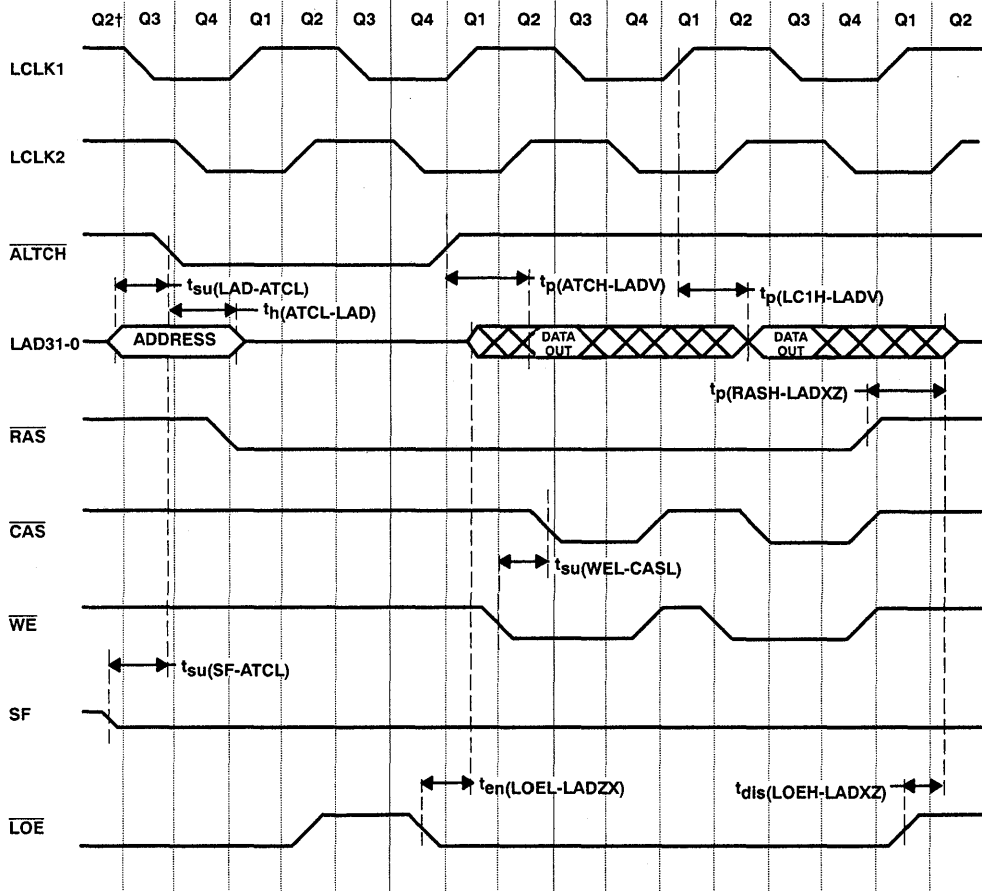 Q2† Q3 Q4 Q1 Q2 Q3 Q4 Q1 Q2 Q3 Q4 Q1 Q2 Q3 Q4 Q1 Q2
LCLK1
LCLK2
ALTCH
tsu(LAD-ATCL)
tp(ATCH-LADV)
tp(LC1H-LADV)
th(ATCL-LAD)
LAD31-0
ADDRESS
DATA
OUT
DATA
OUT
tp(RASH-LADXZ)
RAS
CAS
tsu(WEL-CASL)
WE
tsu(SF-ATCL)
SF
ten(LOEL-LADZX)
tdis(LOEH-LADXZ)
LOE